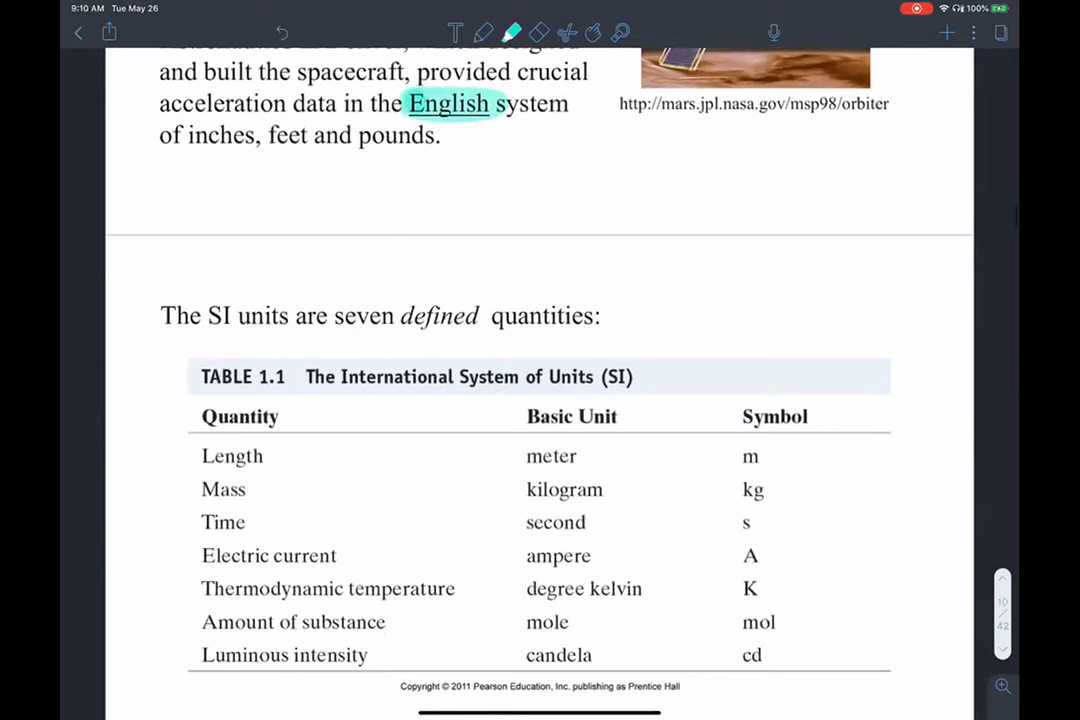 9:10 AM Tue May 26
100%
and built the spacecraft, provided crucial
acceleration data in the English system
of inches, feet and pounds.
http://mars.jpl.nasa.gov/msp98/orbiter
The SI units are seven defined quantities:
TABLE 1.1 The International System of Units (SI)
Quantity Basic Unit Symbol
Length meter m
Mass kilogram kg
Time second s
Electric current ampere A
Thermodynamic temperature degree kelvin K
Amount of substance mole mol
Luminous intensity candela cd
Copyright © 2011 Pearson Education, Inc. publishing as Prentice Hall
10
/
42